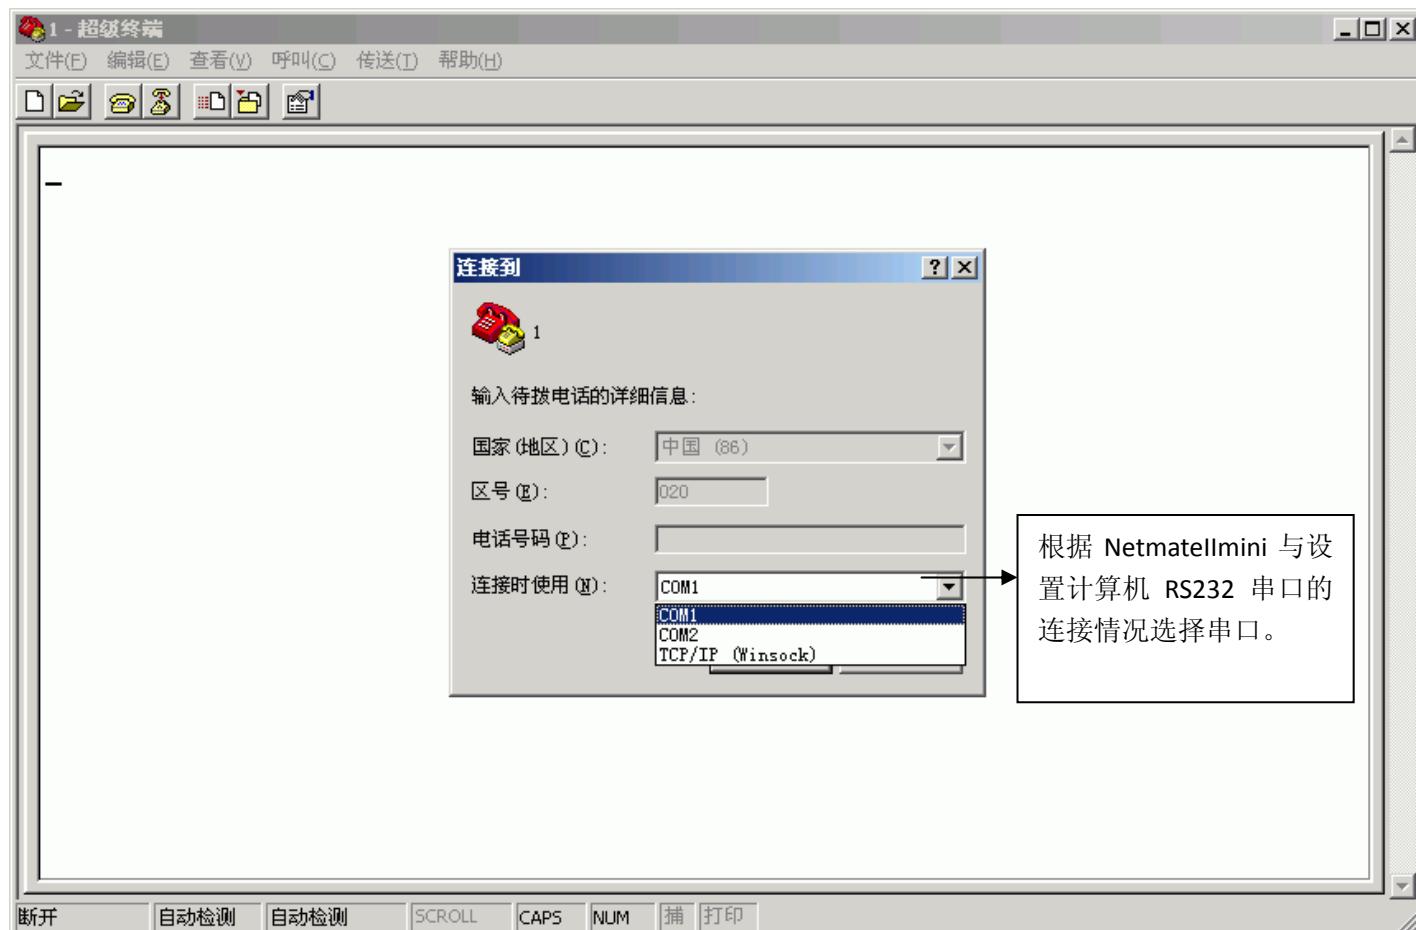 1 - 超级终端
文件(F) 编辑(E) 查看(V) 呼叫(C) 传送(T) 帮助(H)
连接到
1
输入待拨电话的详细信息:
国家(地区)(C): 中国 (86)
区号(E): 020
电话号码(P):
连接时使用(N): COM1
COM1
COM2
TCP/IP (Winsock)
根据 NetmateIImini 与设
置计算机 RS232 串口的
连接情况选择串口。
断开 自动检测 自动检测 SCROLL CAPS NUM 捕 打印